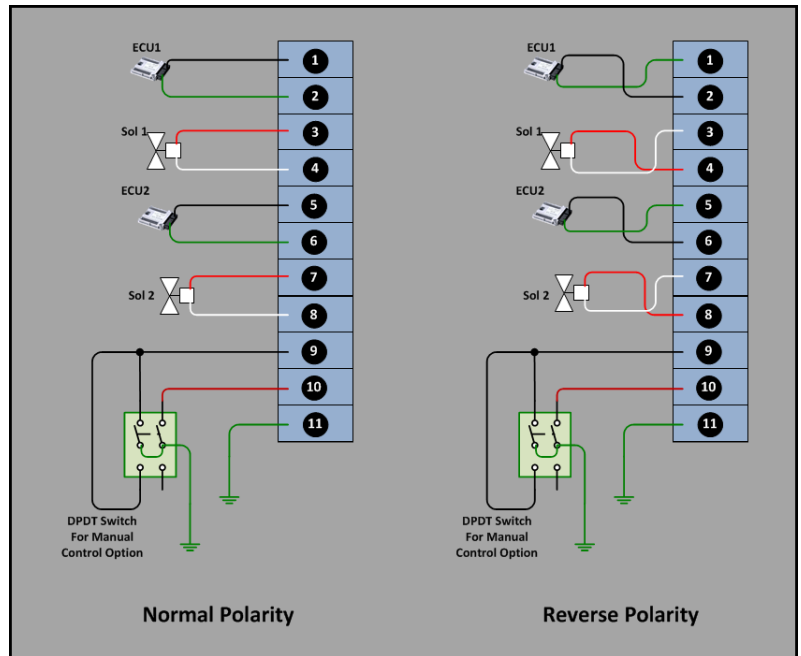 ECU1
1
2
Sol 1
3
4
ECU2
5
6
7
Sol 2
8
9
10
11
DPDT Switch
For Manual
Control Option
Normal Polarity
ECU1
1
2
Sol 1
3
4
ECU2
5
6
7
Sol 2
8
9
10
11
DPDT Switch
For Manual
Control Option
Reverse Polarity